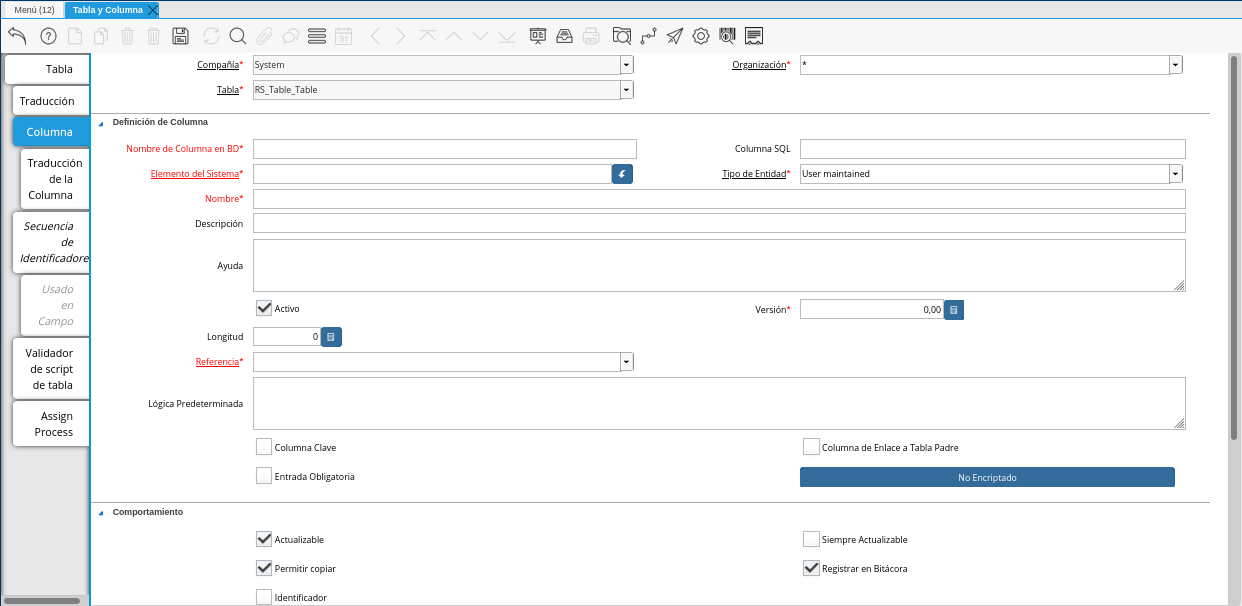 Menú (12)
Tabla y Columna
?
31
Tabla
Traducción
Columna
Traducción
de la
Columna
Secuencia
de
Identificadore
Usado
en
Campo
Validador
de script
de tabla
Assign
Process
Compañía* System
Organización* *
Tabla* RS_Table_Table
Definición de Columna
Nombre de Columna en BD*
Columna SQL
Elemento del Sistema*
Tipo de Entidad* User maintained
Nombre*
Descripción
Ayuda
Activo
Versión* 0,00
Longitud 0
Referencia*
Lógica Predeterminada
Columna Clave
Columna de Enlace a Tabla Padre
Entrada Obligatoria
No Encriptado
Comportamiento
Actualizable
Siempre Actualizable
Permitir copiar
Registrar en Bitácora
Identificador